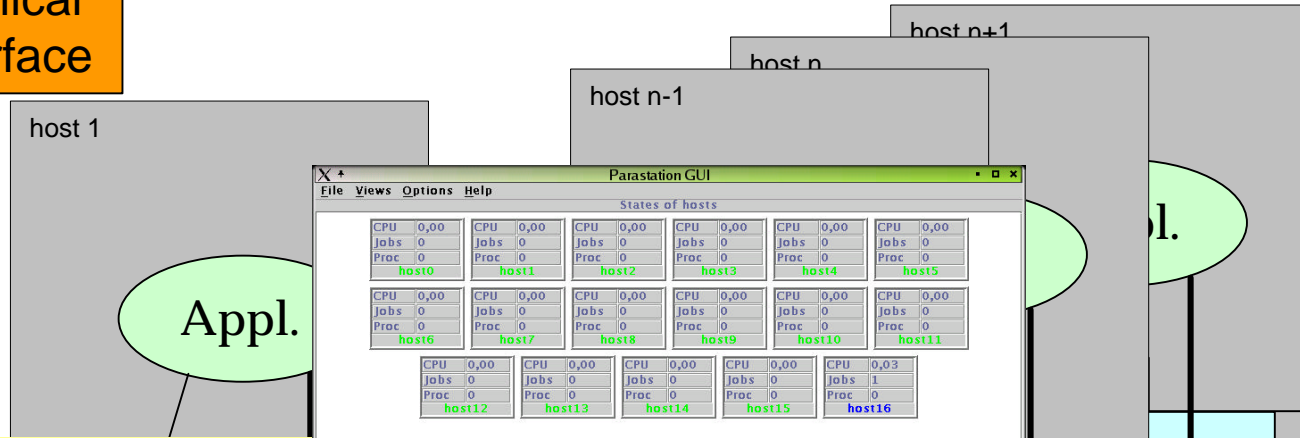 host n+1
host n
host n-1
host 1
Parastation GUI
File Views Options Help
States of hosts
CPU 0,00 CPU 0,00 CPU 0,00 CPU 0,00 CPU 0,00 CPU 0,00
Jobs 0 Jobs 0 Jobs 0 Jobs 0 Jobs 0 Jobs 0
Proc 0 Proc 0 Proc 0 Proc 0 Proc 0 Proc 0
host0 host1 host2 host3 host4 host5
CPU 0,00 CPU 0,00 CPU 0,00 CPU 0,00 CPU 0,00 CPU 0,00
Jobs 0 Jobs 0 Jobs 0 Jobs 0 Jobs 0 Jobs 0
Proc 0 Proc 0 Proc 0 Proc 0 Proc 0 Proc 0
host6 host7 host8 host9 host10 host11
Appl.
CPU 0,00 CPU 0,00 CPU 0,00 CPU 0,00 CPU 0,03
Jobs 0 Jobs 0 Jobs 0 Jobs 0 Jobs 1
Proc 0 Proc 0 Proc 0 Proc 0 Proc 0
host12 host13 host14 host15 host16